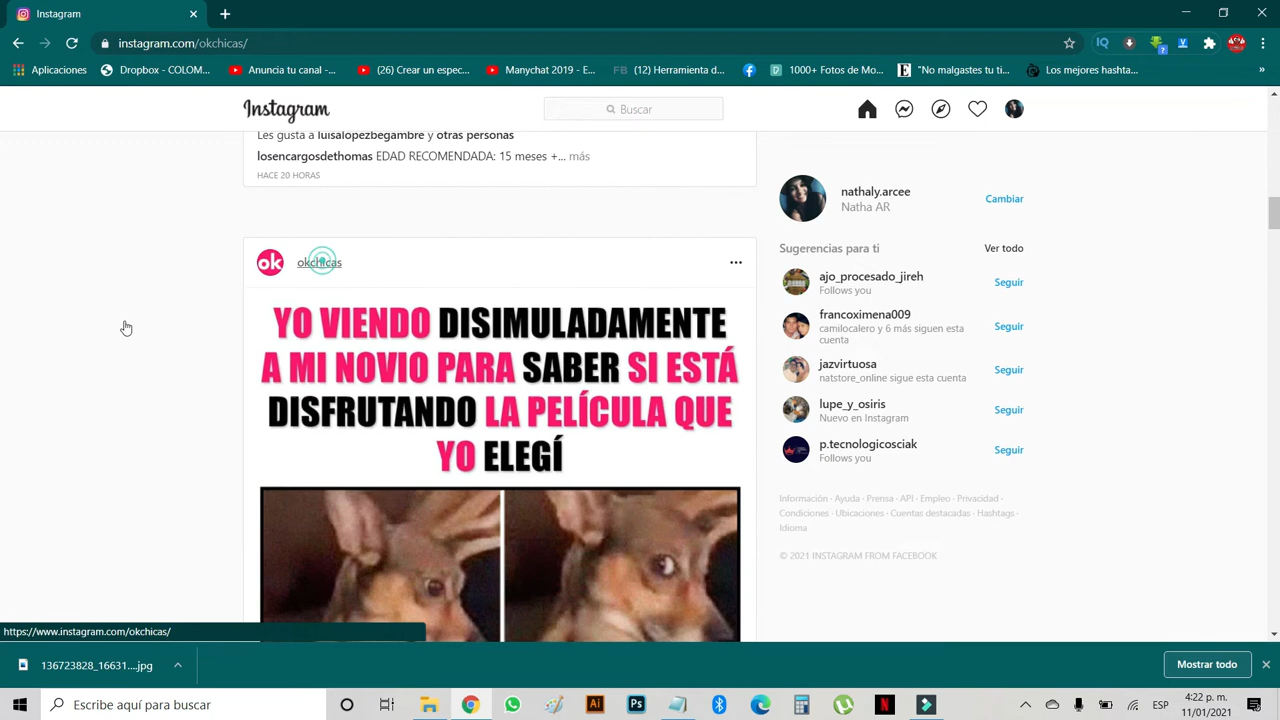 Instagram
instagram.com/okchicas/
Aplicaciones
Dropbox - COLOM...
Anuncia tu canal -...
(26) Crear un espec...
Manychat 2019 - E...
FB (12) Herramienta d...
1000+ Fotos de Mo...
"No malgastes tu ti...
Los mejores hashta...
»
Instagram
Buscar
Les gusta a luisalopezbegambre y otras personas
losencargosdethomas EDAD RECOMENDADA: 15 meses +... más
HACE 20 HORAS
nathaly.arcee
Natha AR
Cambiar
Sugerencias para ti
Ver todo
ajo_procesado_jireh
Follows you
Seguir
francoximena009
camilocalero y 6 más siguen esta
cuenta
Seguir
jazvirtuosa
natstore_online sigue esta cuenta
Seguir
lupe_y_osiris
Nuevo en Instagram
Seguir
p.tecnologicosciak
Follows you
Seguir
Información · Ayuda · Prensa · API · Empleo · Privacidad ·
Condiciones · Ubicaciones · Cuentas destacadas · Hashtags ·
Idioma
© 2021 INSTAGRAM FROM FACEBOOK
ok
okchicas
YO VIENDO DISIMULADAMENTE
A MI NOVIO PARA SABER SI ESTÁ
DISFRUTANDO LA PELÍCULA QUE
YO ELEGÍ
https://www.instagram.com/okchicas/
136723828_16631....jpg
Mostrar todo
Escribe aquí para buscar
Ai
Ps
N
ESP
4:22 p. m.
11/01/2021